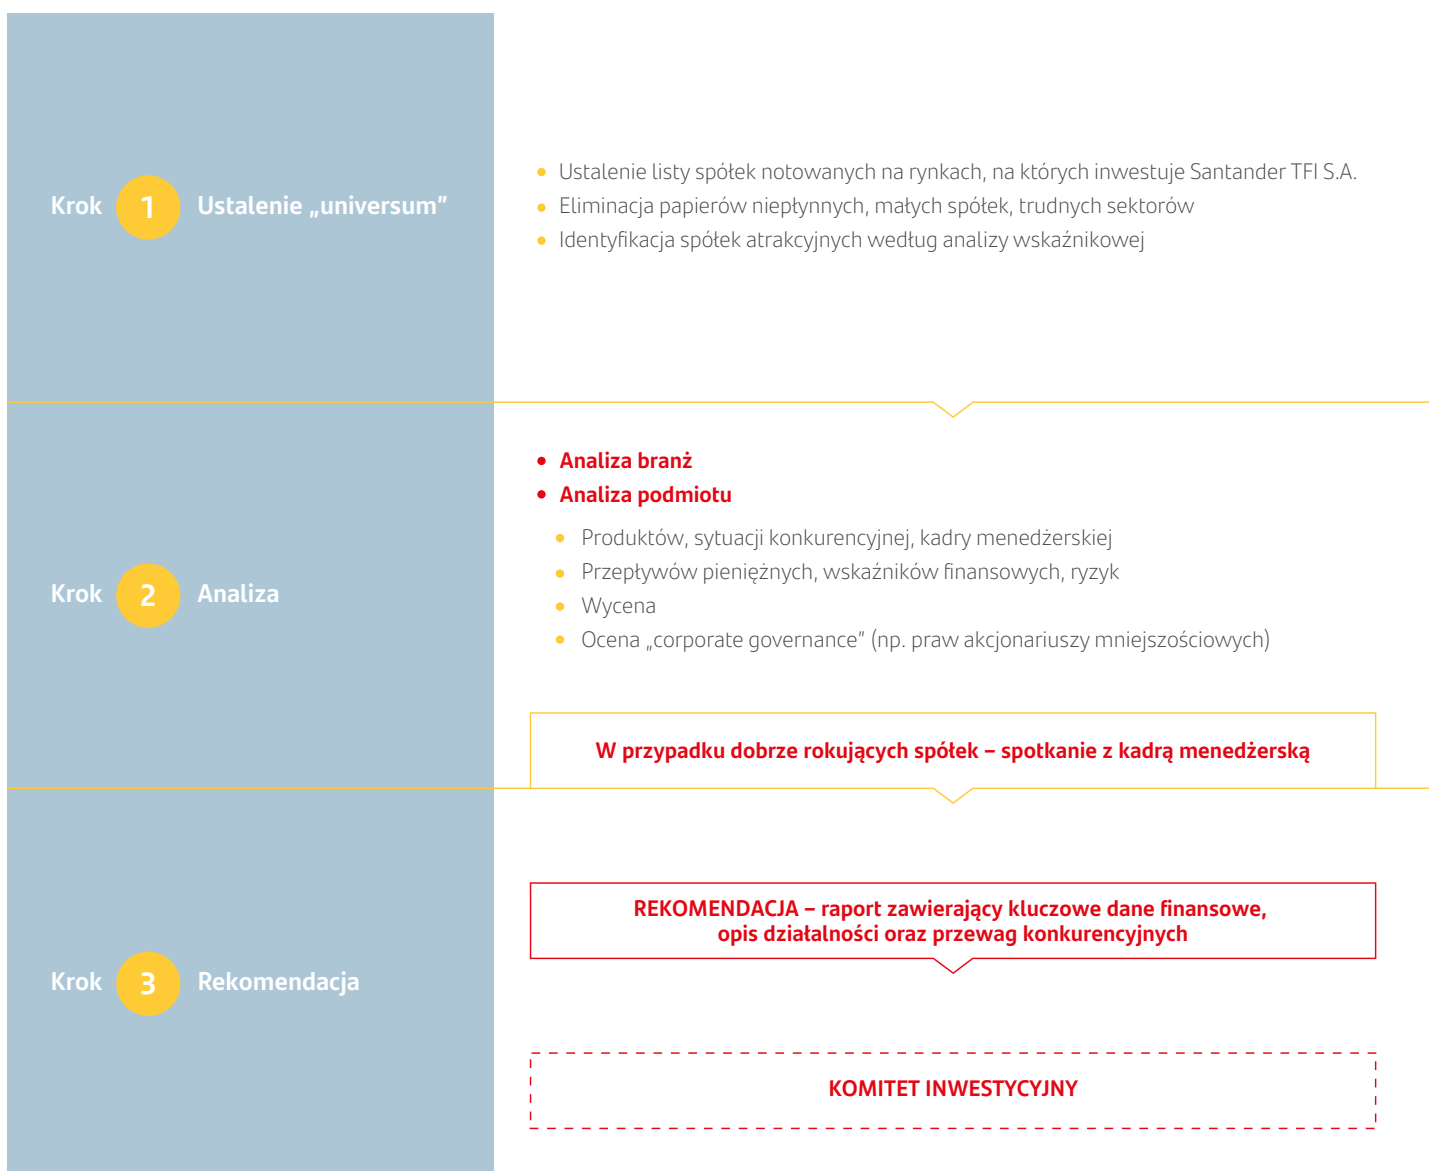 Krok 1 Ustalenie „universum”
Ustalenie listy spółek notowanych na rynkach, na których inwestuje Santander TFI S.A.
Eliminacja papierów niepłynnych, małych spółek, trudnych sektorów
Identyfikacja spółek atrakcyjnych według analizy wskaźnikowej
Krok 2 Analiza
Analiza branż
Analiza podmiotu
Produktów, sytuacji konkurencyjnej, kadry menedżerskiej
Przepływów pieniężnych, wskaźników finansowych, ryzyk
Wycena
Ocena „corporate governance” (np. praw akcjonariuszy mniejszościowych)
W przypadku dobrze rokujących spółek – spotkanie z kadrą menedżerską
Krok 3 Rekomendacja
REKOMENDACJA – raport zawierający kluczowe dane finansowe,
opis działalności oraz przewag konkurencyjnych
KOMITET INWESTYCYJNY